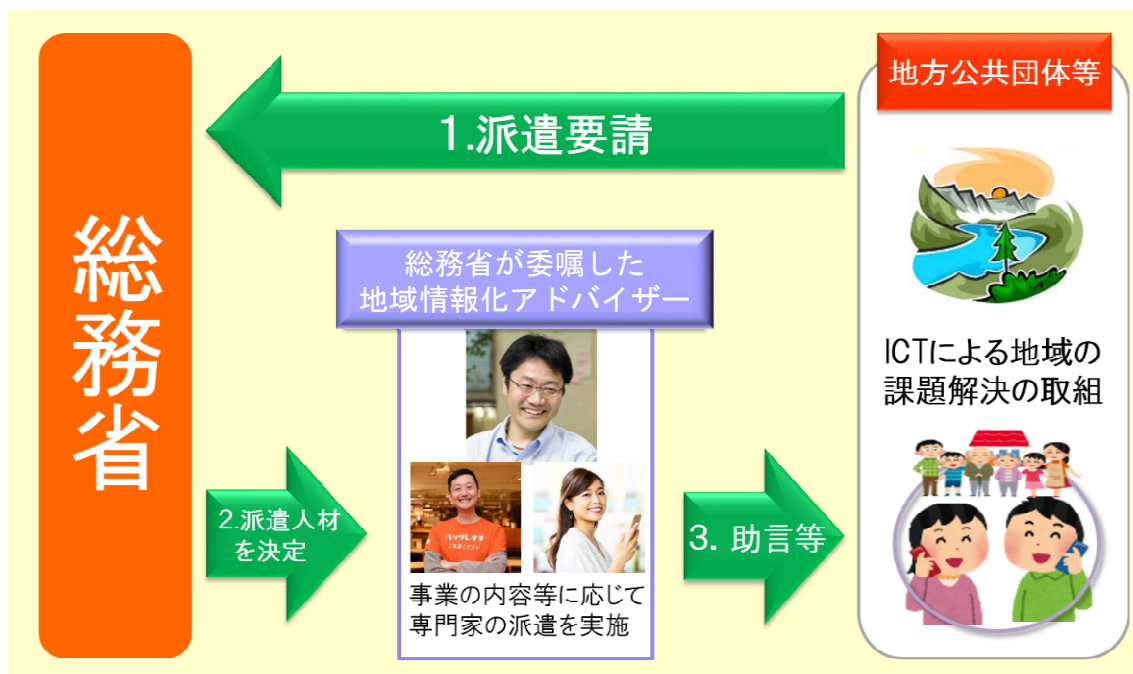 総務省
1.派遣要請
地方公共団体等
総務省が委嘱した
地域情報化アドバイザー
ICTによる地域の
課題解決の取組
2.派遣人材
を決定
3. 助言等
事業の内容等に応じて
専門家の派遣を実施